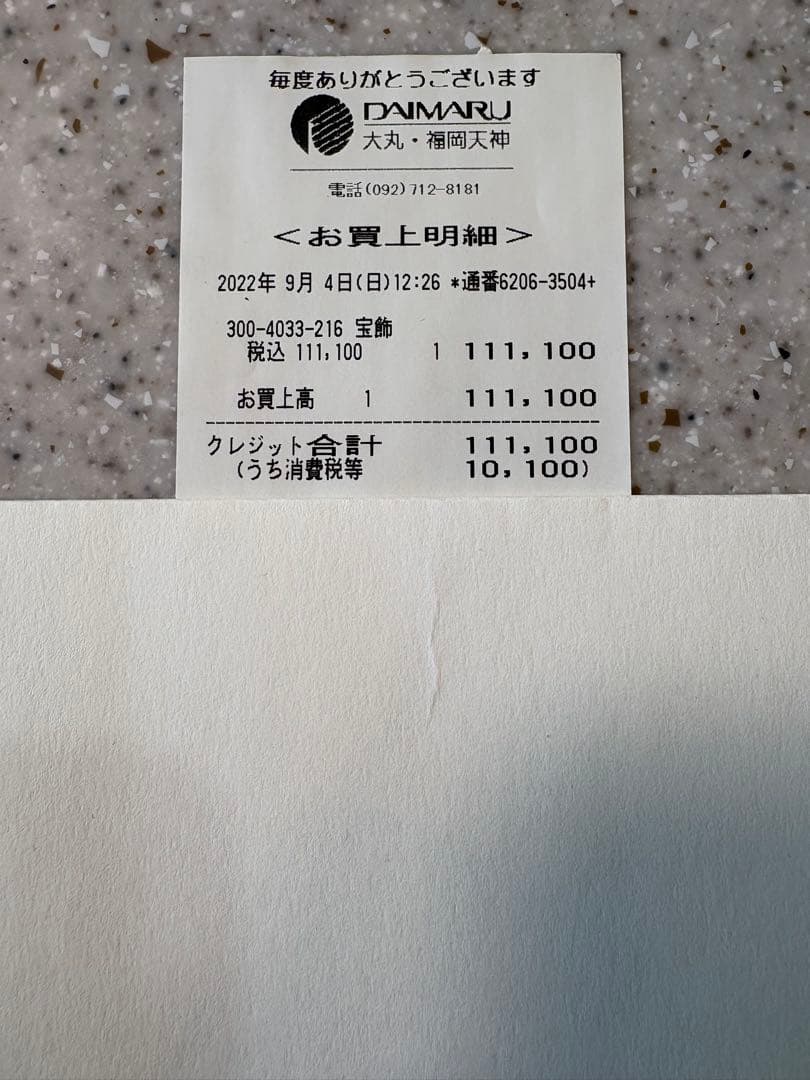 毎度ありがとうございます
DAIMARU
大丸・福岡天神
電話(092)712-8181
＜お買上明細＞
2022年 9月 4日(日)12:26 *通番6206-3504+
300-4033-216 宝飾
税込 111,100 1 111,100
お買上高 1 111,100
クレジット合計 111,100
(うち消費税等 10,100)